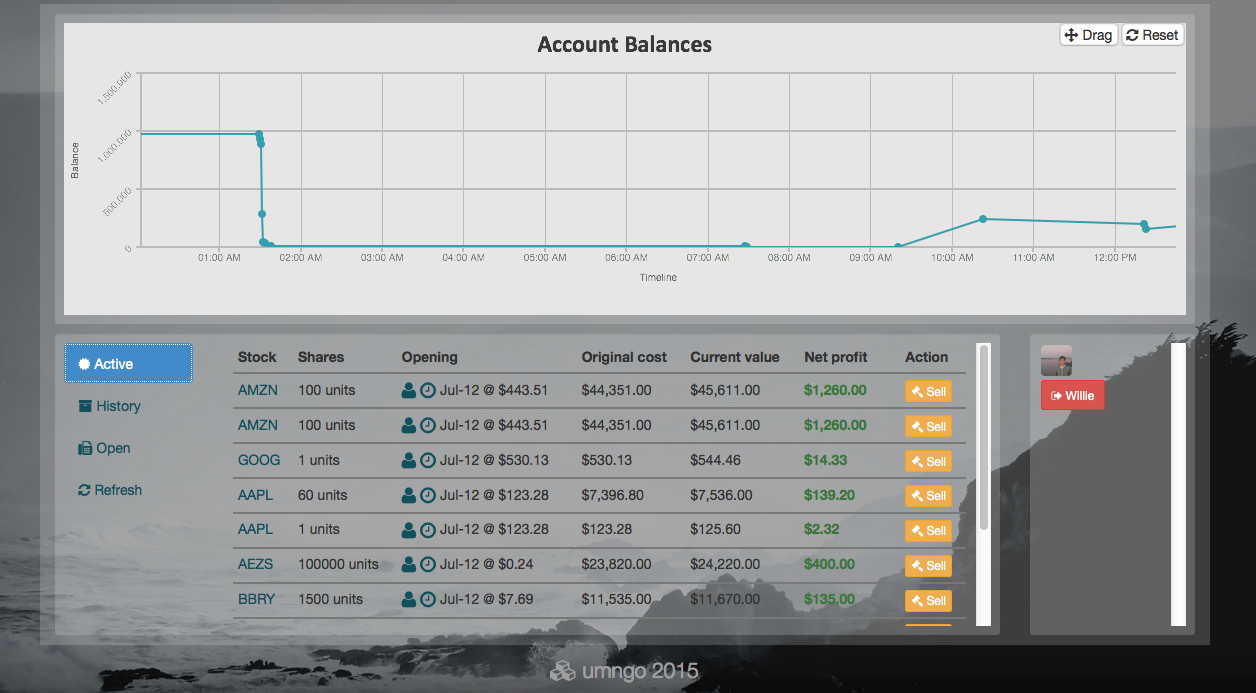 Account Balances
Drag Reset
1,500,000
1,000,000
500,000
0
Balance
01:00 AM 02:00 AM 03:00 AM 04:00 AM 05:00 AM 06:00 AM 07:00 AM 08:00 AM 09:00 AM 10:00 AM 11:00 AM 12:00 PM
Timeline
Active
History
Open
Refresh
Stock Shares Opening Original cost Current value Net profit Action
AMZN 100 units Jul-12 @ $443.51 $44,351.00 $45,611.00 $1,260.00 Sell
AMZN 100 units Jul-12 @ $443.51 $44,351.00 $45,611.00 $1,260.00 Sell
GOOG 1 units Jul-12 @ $530.13 $530.13 $544.46 $14.33 Sell
AAPL 60 units Jul-12 @ $123.28 $7,396.80 $7,536.00 $139.20 Sell
AAPL 1 units Jul-12 @ $123.28 $123.28 $125.60 $2.32 Sell
AEZS 100000 units Jul-12 @ $0.24 $23,820.00 $24,220.00 $400.00 Sell
BBRY 1500 units Jul-12 @ $7.69 $11,535.00 $11,670.00 $135.00 Sell
Willie
umngo 2015